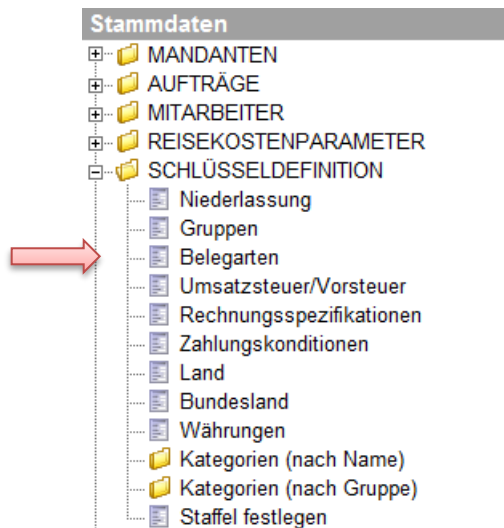 Stammdaten
MANDANTEN
AUFTRÄGE
MITARBEITER
REISEKOSTENPARAMETER
SCHLÜSSELDEFINITION
Niederlassung
Gruppen
Belegarten
Umsatzsteuer/Vorsteuer
Rechnungsspezifikationen
Zahlungskonditionen
Land
Bundesland
Währungen
Kategorien (nach Name)
Kategorien (nach Gruppe)
Staffel festlegen